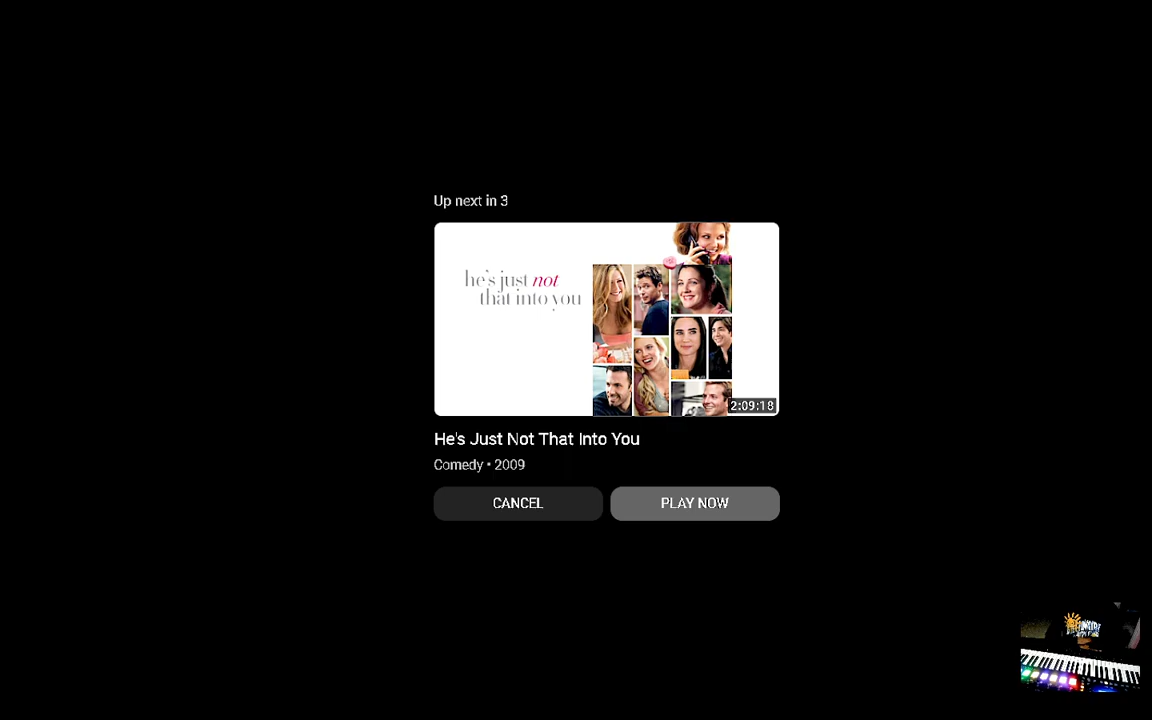 Up next in 3
he's just not
that into you
2:09:18
He's Just Not That Into You
Comedy • 2009
CANCEL
PLAY NOW